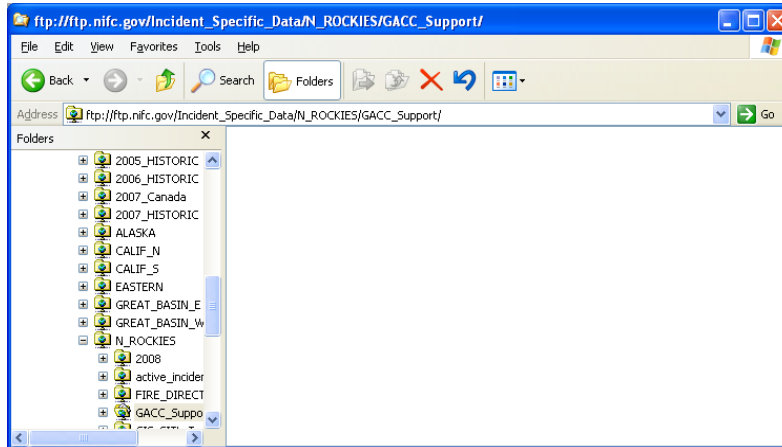 ftp://ftp.nifc.gov/Incident_Specific_Data/N_ROCKIES/GACC_Support/
File Edit View Favorites Tools Help
Back Search Folders
Address ftp://ftp.nifc.gov/Incident_Specific_Data/N_ROCKIES/GACC_Support/ Go
Folders
2005_HISTORIC
2006_HISTORIC
2007_Canada
2007_HISTORIC
ALASKA
CALIF_N
CALIF_S
EASTERN
GREAT_BASIN_E
GREAT_BASIN_W
N_ROCKIES
2008
active_incider
FIRE_DIRECT
GACC_Suppo